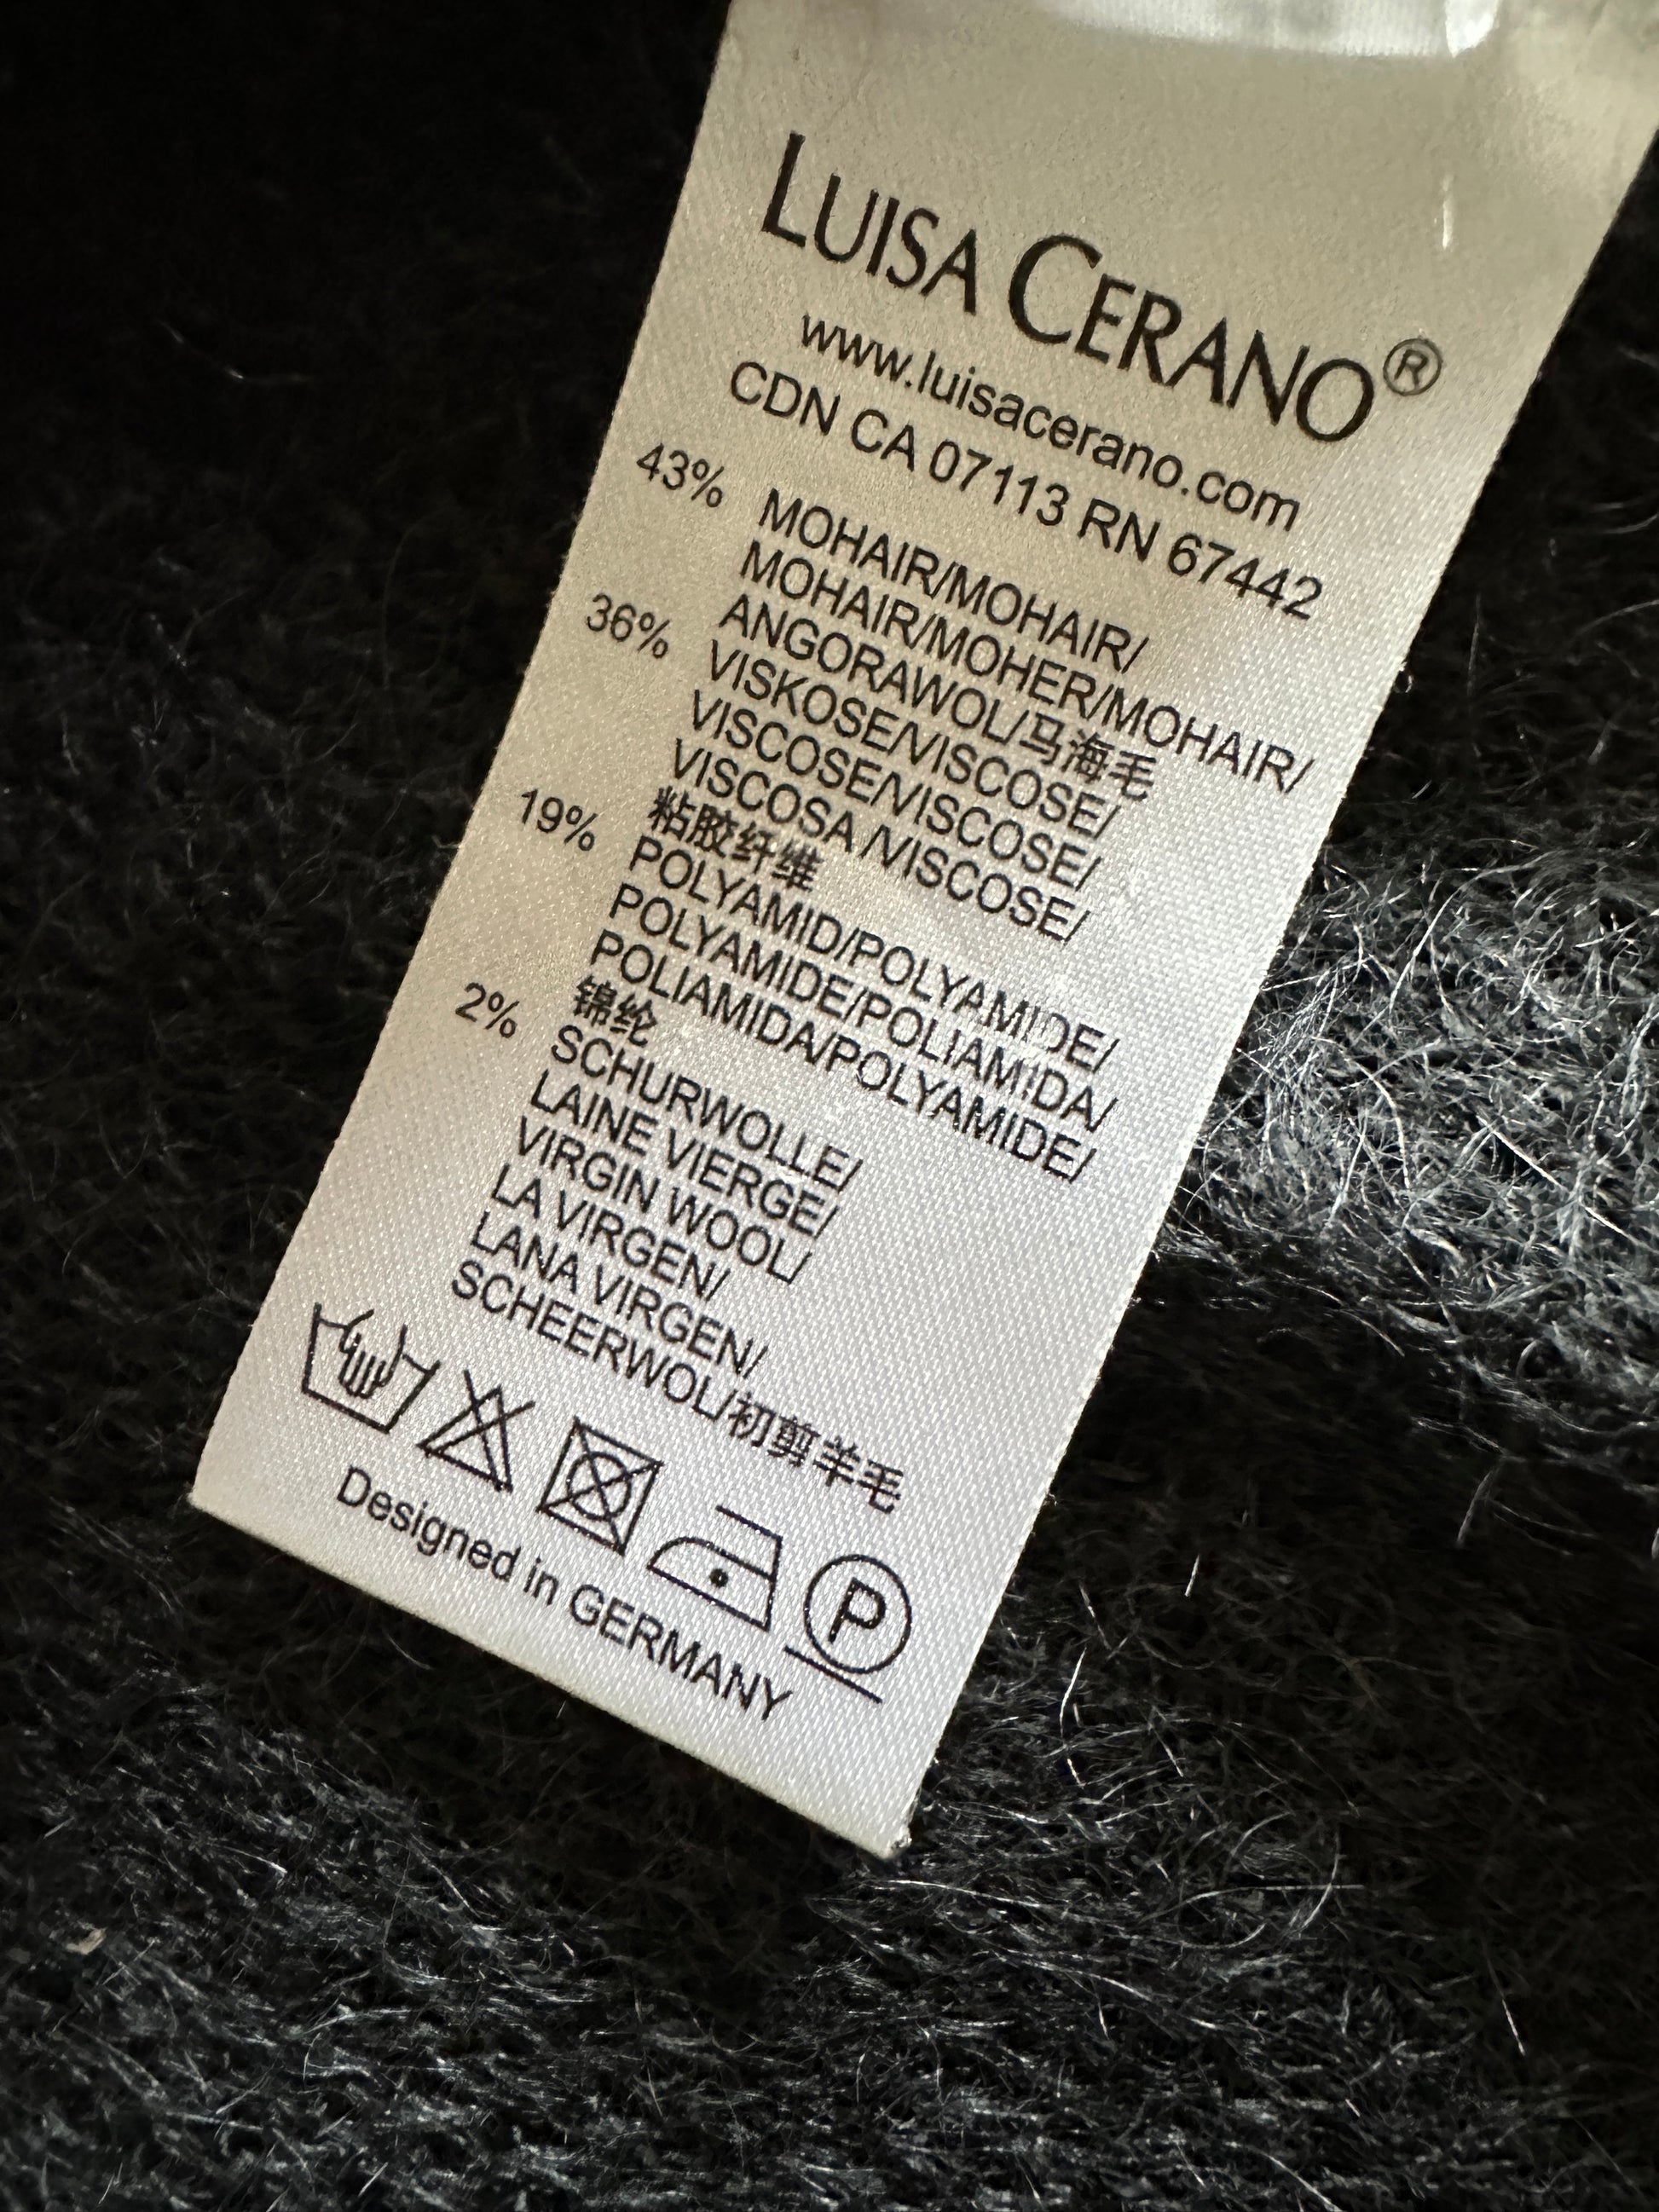 LUISA CERANO®
www.luisacerano.com
CDN CA 07113 RN 67442
43% MOHAIR/MOHAIR/
MOHAIR/MOHER/MOHAIR/
ANGORAWOL/马海毛
36% VISKOSE/VISCOSE/
VISCOSE/VISCOSE/
VISCOSA /VISCOSE/
粘胶纤维
19% POLYAMID/POLYAMIDE/
POLYAMIDE/POLIAMIDA/
POLIAMIDA/POLYAMIDE/
锦纶
2% SCHURWOLLE/
LAINE VIERGE/
VIRGIN WOOL/
LA VIRGEN/
LANA VIRGEN/
SCHEERWOL/初剪羊毛
P
Designed in GERMANY